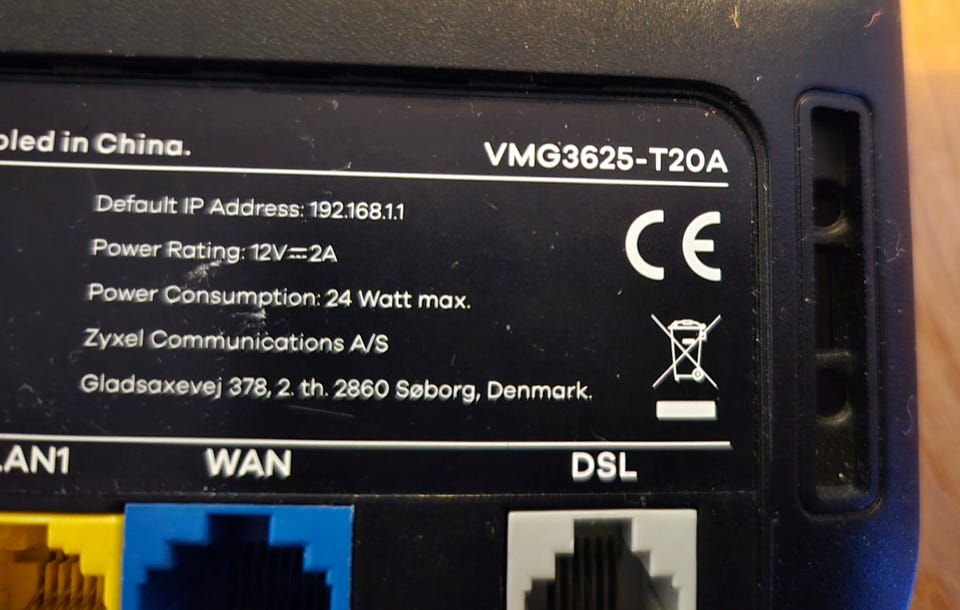 bled in China.
VMG3625-T20A
Default IP Address: 192.168.1.1
Power Rating: 12V⎓2A
Power Consumption: 24 Watt max.
Zyxel Communications A/S
Gladsaxevej 378, 2. th. 2860 Søborg, Denmark.
CE
LAN1
WAN
DSL